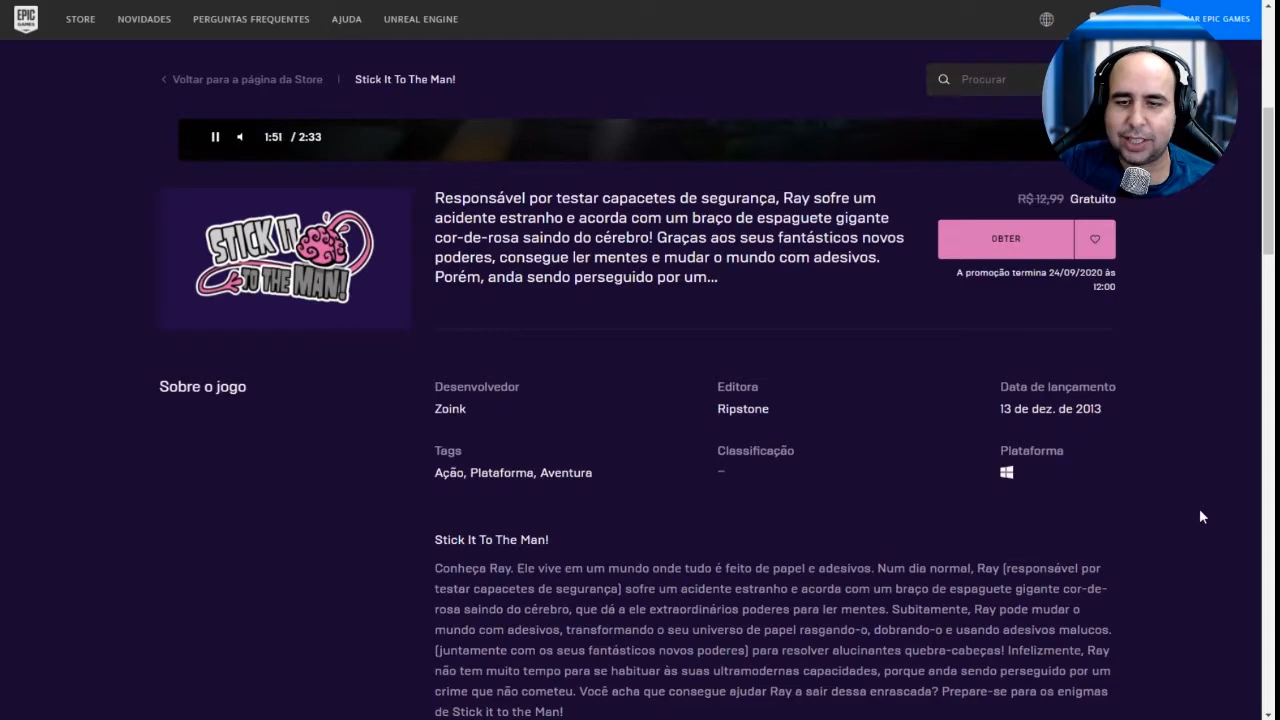 EPIC GAMES
STORE NOVIDADES PERGUNTAS FREQUENTES AJUDA UNREAL ENGINE AR EPIC GAMES
Voltar para a página da Store | Stick It To The Man! Procurar
1:51 / 2:33
STICK IT TO THE MAN!
Responsável por testar capacetes de segurança, Ray sofre um
acidente estranho e acorda com um braço de espaguete gigante
cor-de-rosa saindo do cérebro! Graças aos seus fantásticos novos
poderes, consegue ler mentes e mudar o mundo com adesivos.
Porém, anda sendo perseguido por um...
R$ 12,99 Gratuito
OBTER
A promoção termina 24/09/2020 às
12:00
Sobre o jogo
Desenvolvedor Editora Data de lançamento
Zoink Ripstone 13 de dez. de 2013
Tags Classificação Plataforma
Ação, Plataforma, Aventura –
Stick It To The Man!
Conheça Ray. Ele vive em um mundo onde tudo é feito de papel e adesivos. Num dia normal, Ray (responsável por
testar capacetes de segurança) sofre um acidente estranho e acorda com um braço de espaguete gigante cor-de-
rosa saindo do cérebro, que dá a ele extraordinários poderes para ler mentes. Subitamente, Ray pode mudar o
mundo com adesivos, transformando o seu universo de papel rasgando-o, dobrando-o e usando adesivos malucos.
(juntamente com os seus fantásticos novos poderes) para resolver alucinantes quebra-cabeças! Infelizmente, Ray
não tem muito tempo para se habituar às suas ultramodernas capacidades, porque anda sendo perseguido por um
crime que não cometeu. Você acha que consegue ajudar Ray a sair dessa enrascada? Prepare-se para os enigmas
de Stick it to the Man!